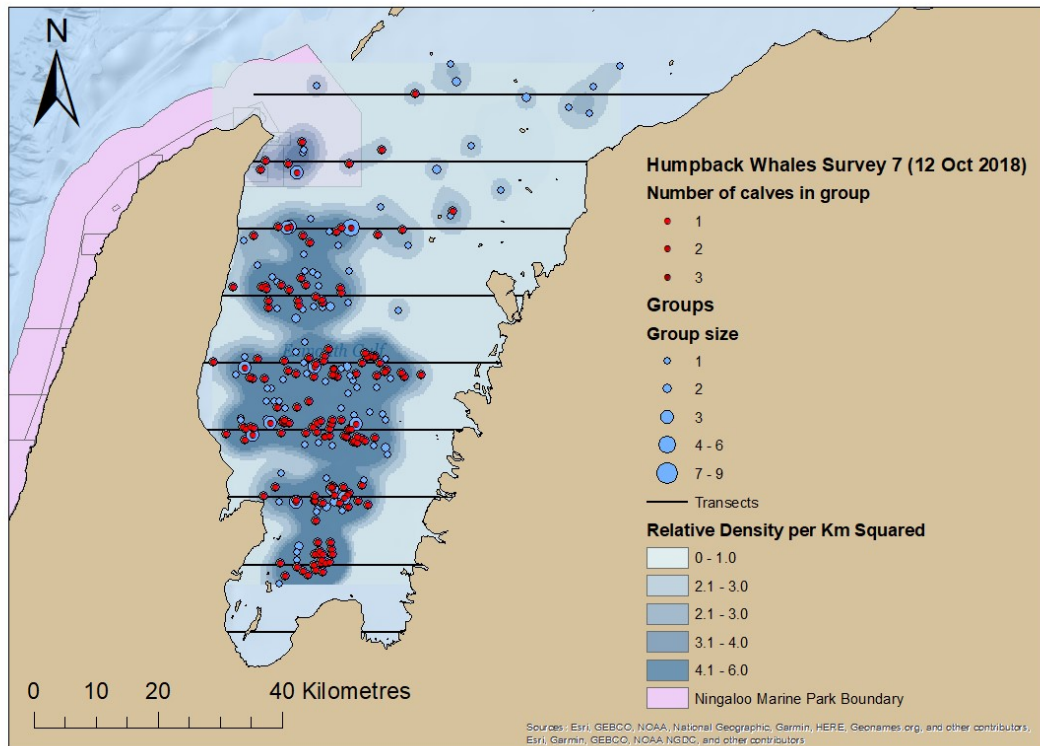 N
Humpback Whales Survey 7 (12 Oct 2018)
Number of calves in group
1
2
3
Groups
Group size
1
2
3
4 - 6
7 - 9
Transects
Relative Density per Km Squared
0 - 1.0
2.1 - 3.0
2.1 - 3.0
3.1 - 4.0
4.1 - 6.0
Ningaloo Marine Park Boundary
Exmouth Gulf
0 10 20 40 Kilometres
Sources: Esri, GEBCO, NOAA, National Geographic, Garmin, HERE, Geonames.org, and other contributors,
Esri, Garmin, GEBCO, NOAA NGDC, and other contributors